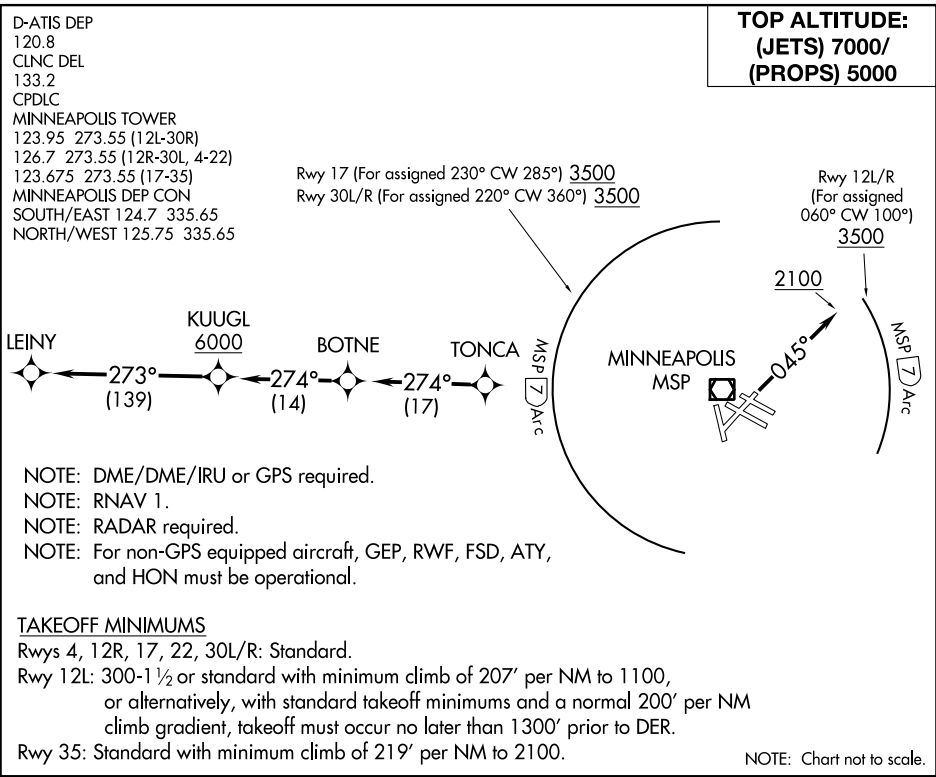 D-ATIS DEP
120.8
CLNC DEL
133.2
CPDLC
MINNEAPOLIS TOWER
123.95 273.55 (12L-30R)
126.7 273.55 (12R-30L, 4-22)
123.675 273.55 (17-35)
MINNEAPOLIS DEP CON
SOUTH/EAST 124.7 335.65
NORTH/WEST 125.75 335.65
TOP ALTITUDE:
(JETS) 7000/
(PROPS) 5000
Rwy 17 (For assigned 230° CW 285°) 3500
Rwy 30L/R (For assigned 220° CW 360°) 3500
Rwy 12L/R
(For assigned
060° CW 100°)
3500
2100
045°
MSP 7 Arc
MINNEAPOLIS
MSP
MSP 7 Arc
TONCA
274°
(17)
BOTNE
274°
(14)
KUUGL
6000
273°
(139)
LEINY
NOTE: DME/DME/IRU or GPS required.
NOTE: RNAV 1.
NOTE: RADAR required.
NOTE: For non-GPS equipped aircraft, GEP, RWF, FSD, ATY,
and HON must be operational.
TAKEOFF MINIMUMS
Rwys 4, 12R, 17, 22, 30L/R: Standard.
Rwy 12L: 300-1½ or standard with minimum climb of 207' per NM to 1100,
or alternatively, with standard takeoff minimums and a normal 200' per NM
climb gradient, takeoff must occur no later than 1300' prior to DER.
Rwy 35: Standard with minimum climb of 219' per NM to 2100.
NOTE: Chart not to scale.